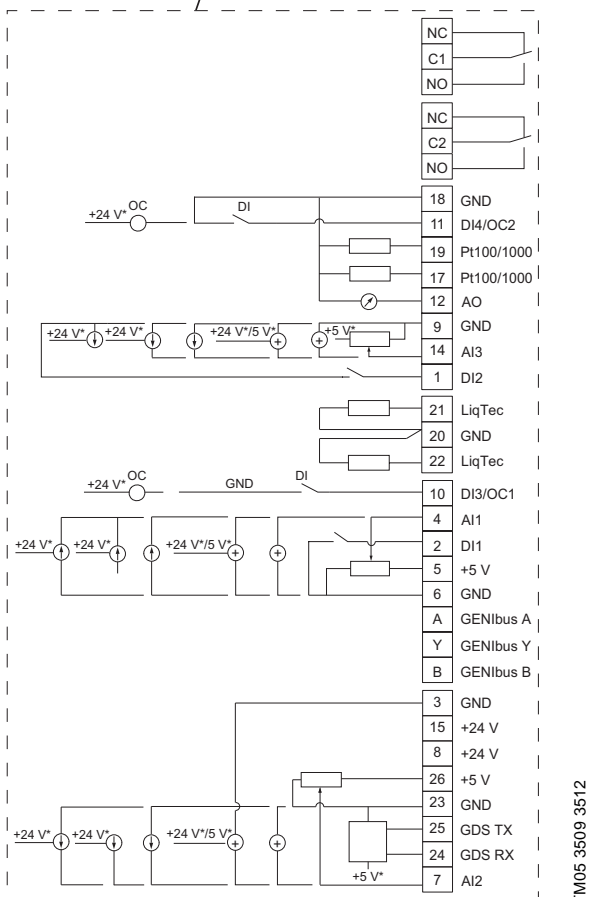 NC
C1
NO
NC
C2
NO
18 GND
+24 V* OC DI 11 DI4/OC2
19 Pt100/1000
17 Pt100/1000
12 AO
9 GND
+24 V* +24 V* +24 V*/5 V* +5 V*
14 AI3
1 DI2
21 LiqTec
20 GND
22 LiqTec
+24 V* OC GND DI 10 DI3/OC1
4 AI1
2 DI1
+24 V* +24 V* +24 V*/5 V*
5 +5 V
6 GND
A GENIbus A
Y GENIbus Y
B GENIbus B
3 GND
15 +24 V
8 +24 V
26 +5 V
23 GND
25 GDS TX
+24 V* +24 V* +24 V*/5 V*
24 GDS RX
+5 V*
7 AI2
TM05 3509 3512